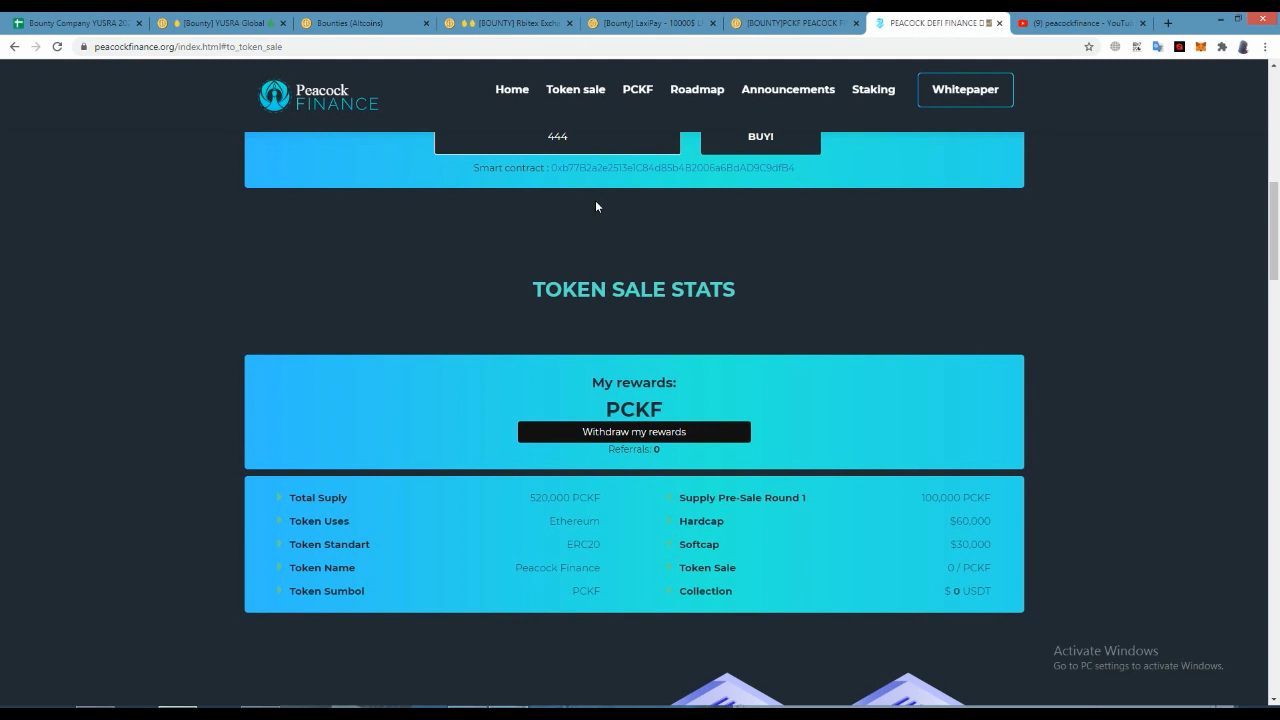 Bounty Company YUSRA 202
[Bounty] YUSRA Global
Bounties (Altcoins)
[BOUNTY] Rbitex Exch
[Bounty] LaxiPay - 10000$ L
[BOUNTY]PCKF PEACOCK F
PEACOCK DEFI FINANCE D
(9) peacockfinance - YouTu
peacockfinance.org/index.html#to_token_sale
Peacock
FINANCE
Home
Token sale
PCKF
Roadmap
Announcements
Staking
Whitepaper
444
BUY!
Smart contract : 0xb77B2a2e2513e1C84d85b4B2006a6BdAD9C9dfB4
TOKEN SALE STATS
My rewards:
PCKF
Withdraw my rewards
Referrals: 0
Total Suply 520,000 PCKF
Token Uses Ethereum
Token Standart ERC20
Token Name Peacock Finance
Token Sumbol PCKF
Supply Pre-Sale Round 1 100,000 PCKF
Hardcap $60,000
Softcap $30,000
Token Sale 0 / PCKF
Collection $ 0 USDT
Activate Windows
Go to PC settings to activate Windows.